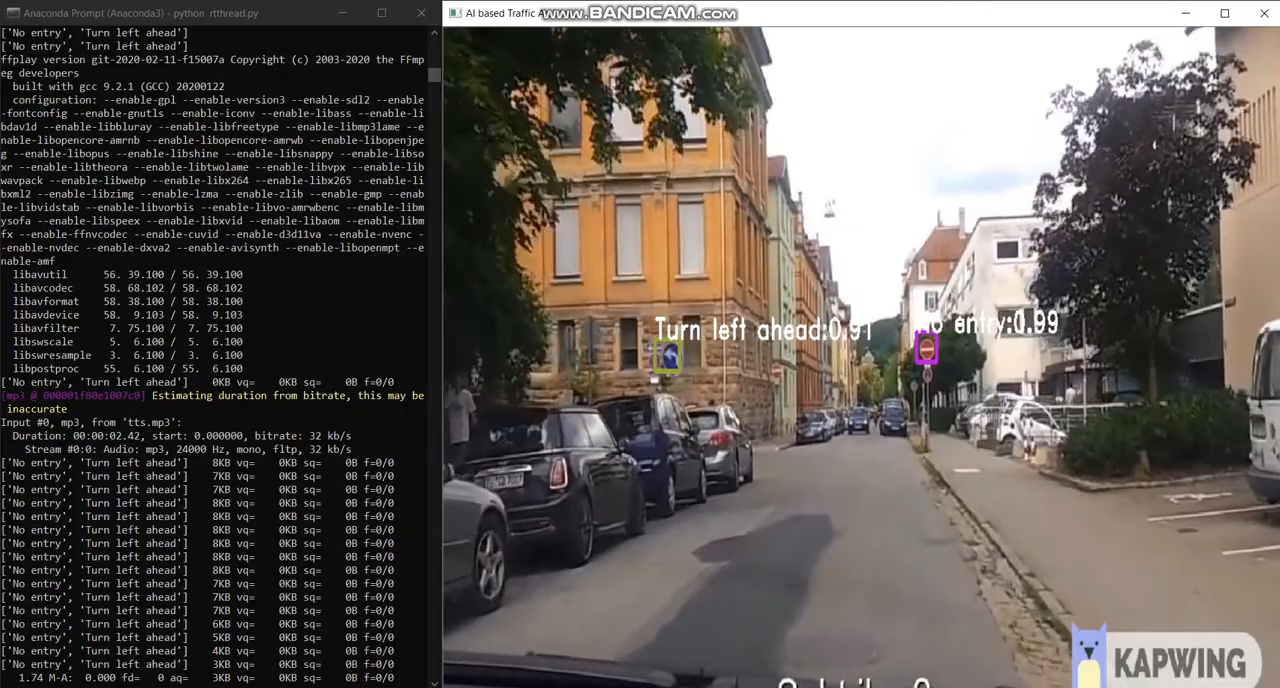 Anaconda Prompt (Anaconda3) - python rtthread.py
['No entry', 'Turn left ahead']
['No entry', 'Turn left ahead']
ffplay version git-2020-02-11-f15007a Copyright (c) 2003-2020 the FFmp
eg developers
built with gcc 9.2.1 (GCC) 20200122
configuration: --enable-gpl --enable-version3 --enable-sdl2 --enable
-fontconfig --enable-gnutls --enable-iconv --enable-libass --enable-li
bdav1d --enable-libbluray --enable-libfreetype --enable-libmp3lame --e
nable-libopencore-amrnb --enable-libopencore-amrwb --enable-libopenjpe
g --enable-libopus --enable-libshine --enable-libsnappy --enable-libso
xr --enable-libtheora --enable-libtwolame --enable-libvpx --enable-lib
wavpack --enable-libwebp --enable-libx264 --enable-libx265 --enable-li
bxml2 --enable-libzimg --enable-lzma --enable-zlib --enable-gmp --enab
le-libvidstab --enable-libvorbis --enable-libvo-amrwbenc --enable-libm
ysofa --enable-libspeex --enable-libxvid --enable-libaom --enable-libm
fx --enable-ffnvcodec --enable-cuvid --enable-d3d11va --enable-nvenc -
-enable-nvdec --enable-dxva2 --enable-avisynth --enable-libopenmpt --e
nable-amf
libavutil 56. 39.100 / 56. 39.100
libavcodec 58. 68.102 / 58. 68.102
libavformat 58. 38.100 / 58. 38.100
libavdevice 58. 9.103 / 58. 9.103
libavfilter 7. 75.100 / 7. 75.100
libswscale 5. 6.100 / 5. 6.100
libswresample 3. 6.100 / 3. 6.100
libpostproc 55. 6.100 / 55. 6.100
['No entry', 'Turn left ahead'] 0KB vq= 0KB sq= 0B f=0/0
[mp3 @ 000001f80e1007c0] Estimating duration from bitrate, this may be
inaccurate
Input #0, mp3, from 'tts.mp3':
Duration: 00:00:02.42, start: 0.000000, bitrate: 32 kb/s
Stream #0:0: Audio: mp3, 24000 Hz, mono, fltp, 32 kb/s
['No entry', 'Turn left ahead'] 8KB vq= 0KB sq= 0B f=0/0
['No entry', 'Turn left ahead'] 7KB vq= 0KB sq= 0B f=0/0
['No entry', 'Turn left ahead'] 7KB vq= 0KB sq= 0B f=0/0
['No entry', 'Turn left ahead'] 8KB vq= 0KB sq= 0B f=0/0
['No entry', 'Turn left ahead'] 8KB vq= 0KB sq= 0B f=0/0
['No entry', 'Turn left ahead'] 8KB vq= 0KB sq= 0B f=0/0
['No entry', 'Turn left ahead'] 8KB vq= 0KB sq= 0B f=0/0
['No entry', 'Turn left ahead'] 8KB vq= 0KB sq= 0B f=0/0
['No entry', 'Turn left ahead'] 8KB vq= 0KB sq= 0B f=0/0
['No entry', 'Turn left ahead'] 7KB vq= 0KB sq= 0B f=0/0
['No entry', 'Turn left ahead'] 7KB vq= 0KB sq= 0B f=0/0
['No entry', 'Turn left ahead'] 7KB vq= 0KB sq= 0B f=0/0
['No entry', 'Turn left ahead'] 6KB vq= 0KB sq= 0B f=0/0
['No entry', 'Turn left ahead'] 5KB vq= 0KB sq= 0B f=0/0
['No entry', 'Turn left ahead'] 4KB vq= 0KB sq= 0B f=0/0
['No entry', 'Turn left ahead'] 3KB vq= 0KB sq= 0B f=0/0
1.74 M-A: 0.000 fd= 0 aq= 3KB vq= 0KB sq= 0B f=0/0
AI based Traffic
www.BANDICAM.com
Turn left ahead:0.91
No entry:0.99
KAPWING